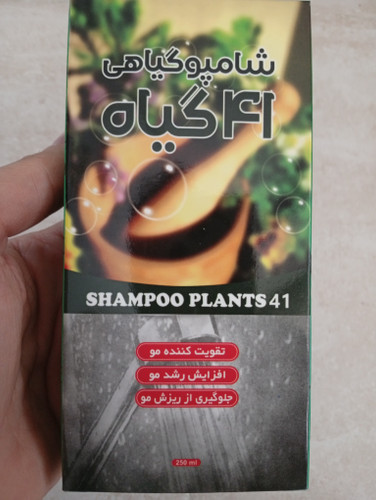 شامپو گیاهی
۴۱ گیاه
SHAMPOO PLANTS 41
تقویت کننده مو
افزایش رشد مو
جلوگیری از ریزش مو
250 ml